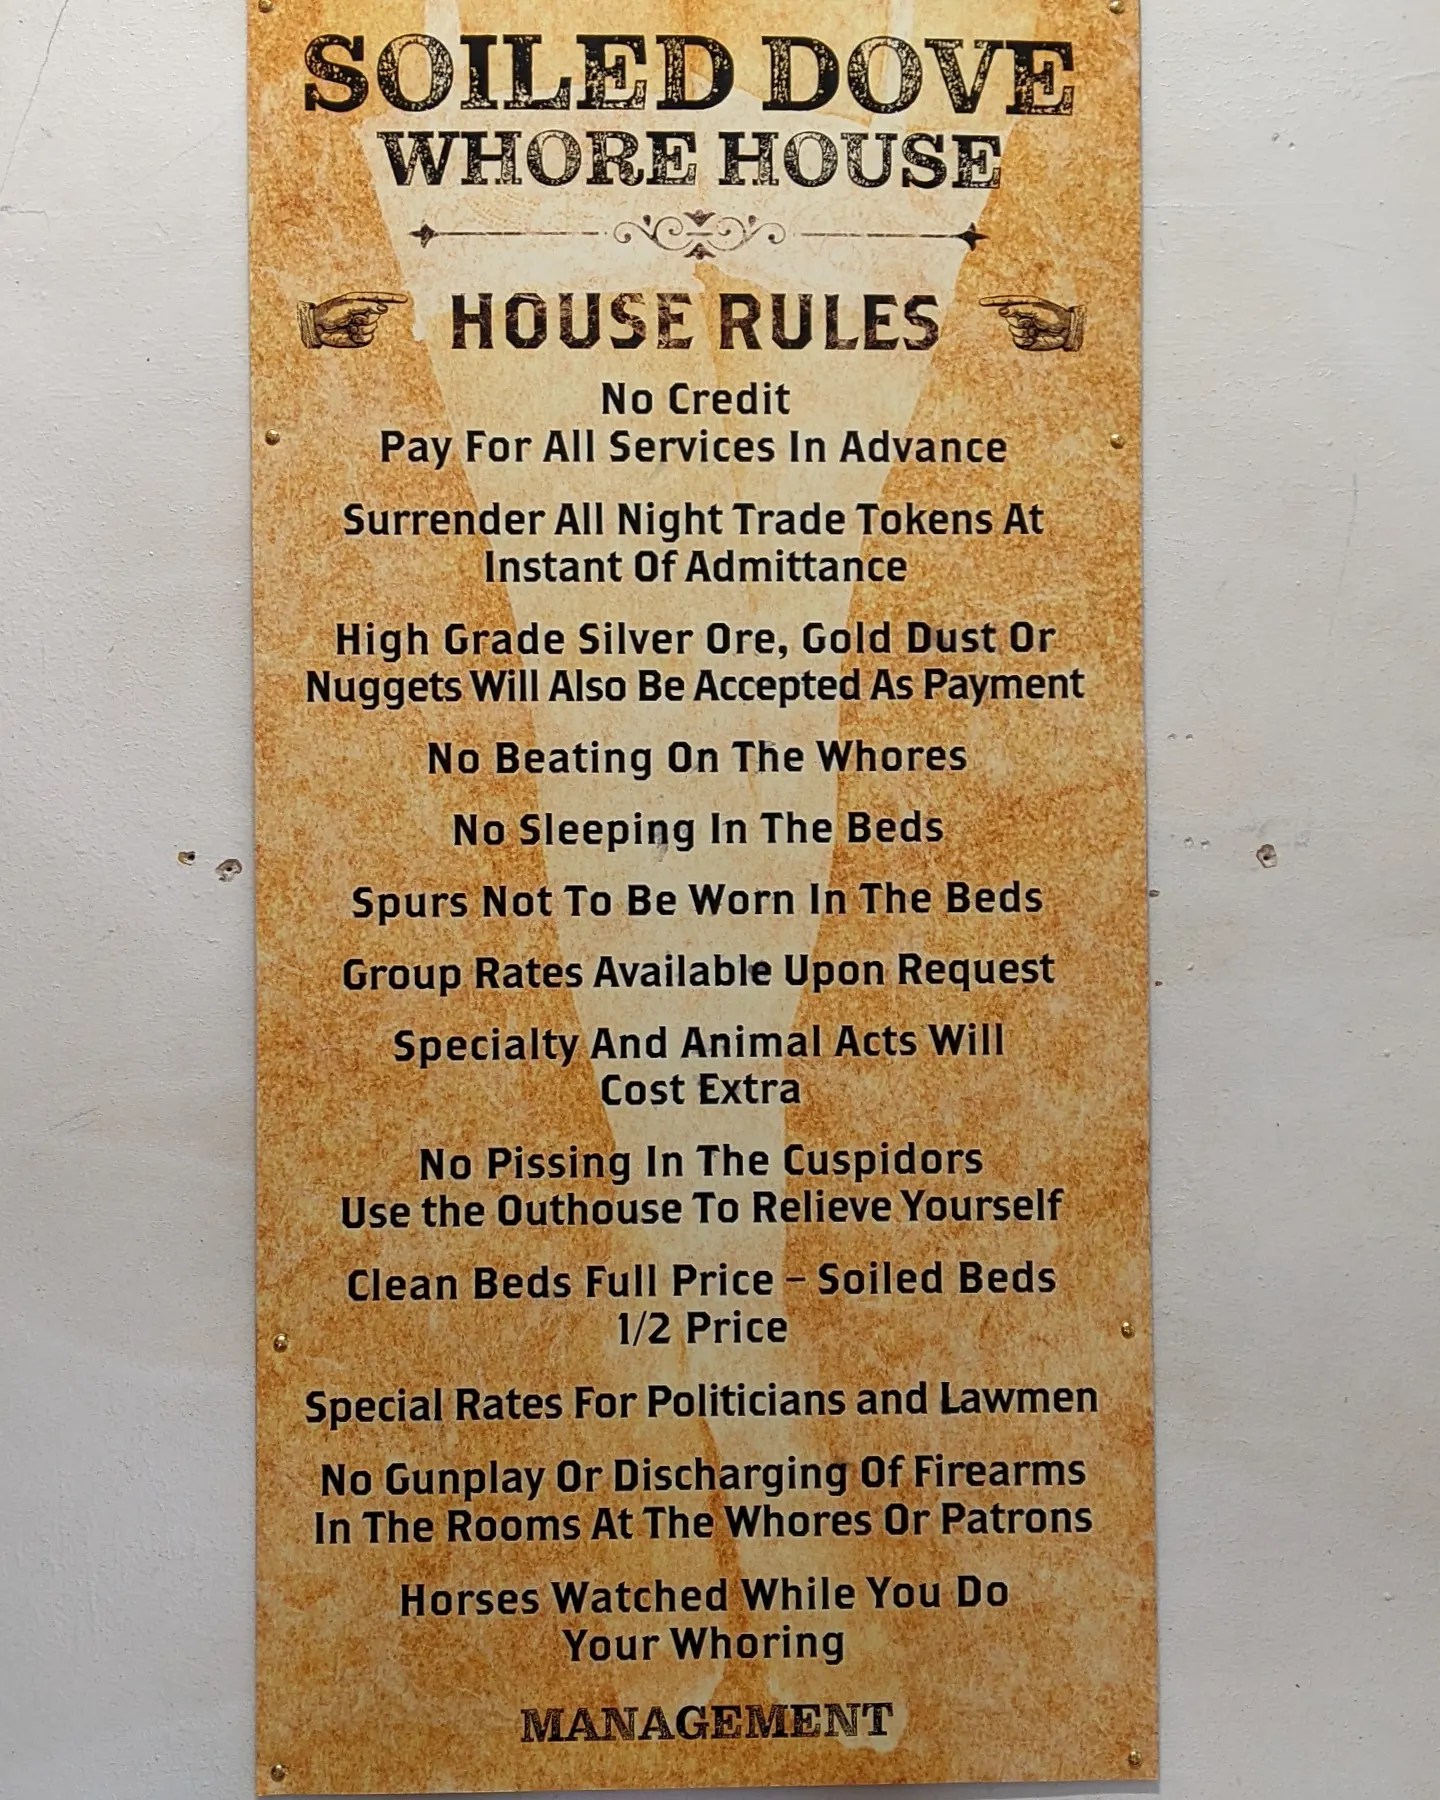 SOILED DOVE
WHORE HOUSE
HOUSE RULES
No Credit
Pay For All Services In Advance
Surrender All Night Trade Tokens At
Instant Of Admittance
High Grade Silver Ore, Gold Dust Or
Nuggets Will Also Be Accepted As Payment
No Beating On The Whores
No Sleeping In The Beds
Spurs Not To Be Worn In The Beds
Group Rates Available Upon Request
Specialty And Animal Acts Will
Cost Extra
No Pissing In The Cuspidors
Use the Outhouse To Relieve Yourself
Clean Beds Full Price – Soiled Beds
1/2 Price
Special Rates For Politicians and Lawmen
No Gunplay Or Discharging Of Firearms
In The Rooms At The Whores Or Patrons
Horses Watched While You Do
Your Whoring
MANAGEMENT